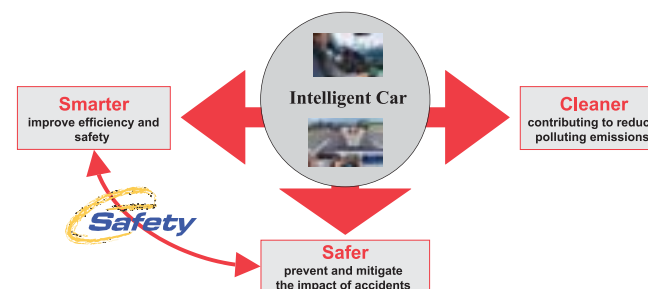 Intelligent Car
Smarter
improve efficiency and
safety
Cleaner
contributing to reduc
polluting emissions
Safety
Safer
prevent and mitigate
the impact of accidents